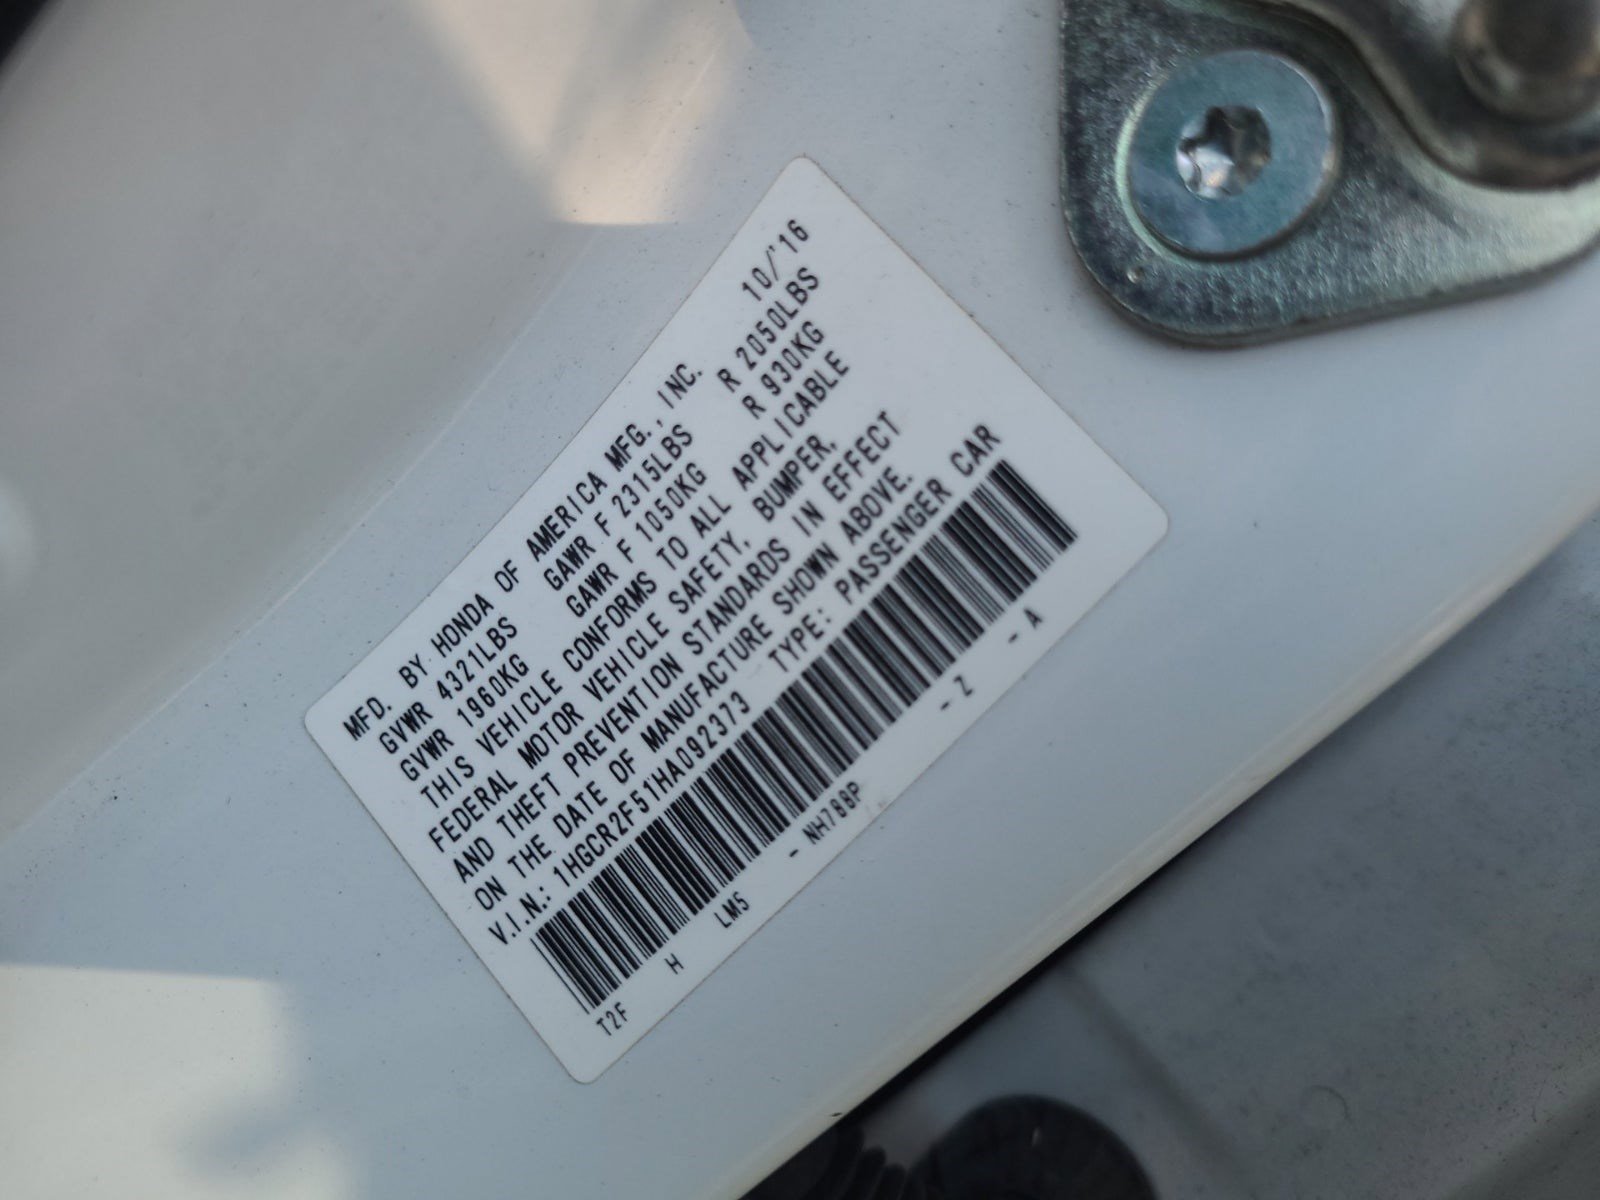 MFD. BY HONDA OF AMERICA MFG., INC. 10/'16
GVWR 4321LBS GAWR F 2315LBS R 2050LBS
GVWR 1960KG GAWR F 1050KG R 930KG
THIS VEHICLE CONFORMS TO ALL APPLICABLE
FEDERAL MOTOR VEHICLE SAFETY, BUMPER,
AND THEFT PREVENTION STANDARDS IN EFFECT
ON THE DATE OF MANUFACTURE SHOWN ABOVE.
V.I.N.: 1HGCR2F51HA092373 TYPE: PASSENGER CAR
T2F H LM5 - NH788P - Z - A